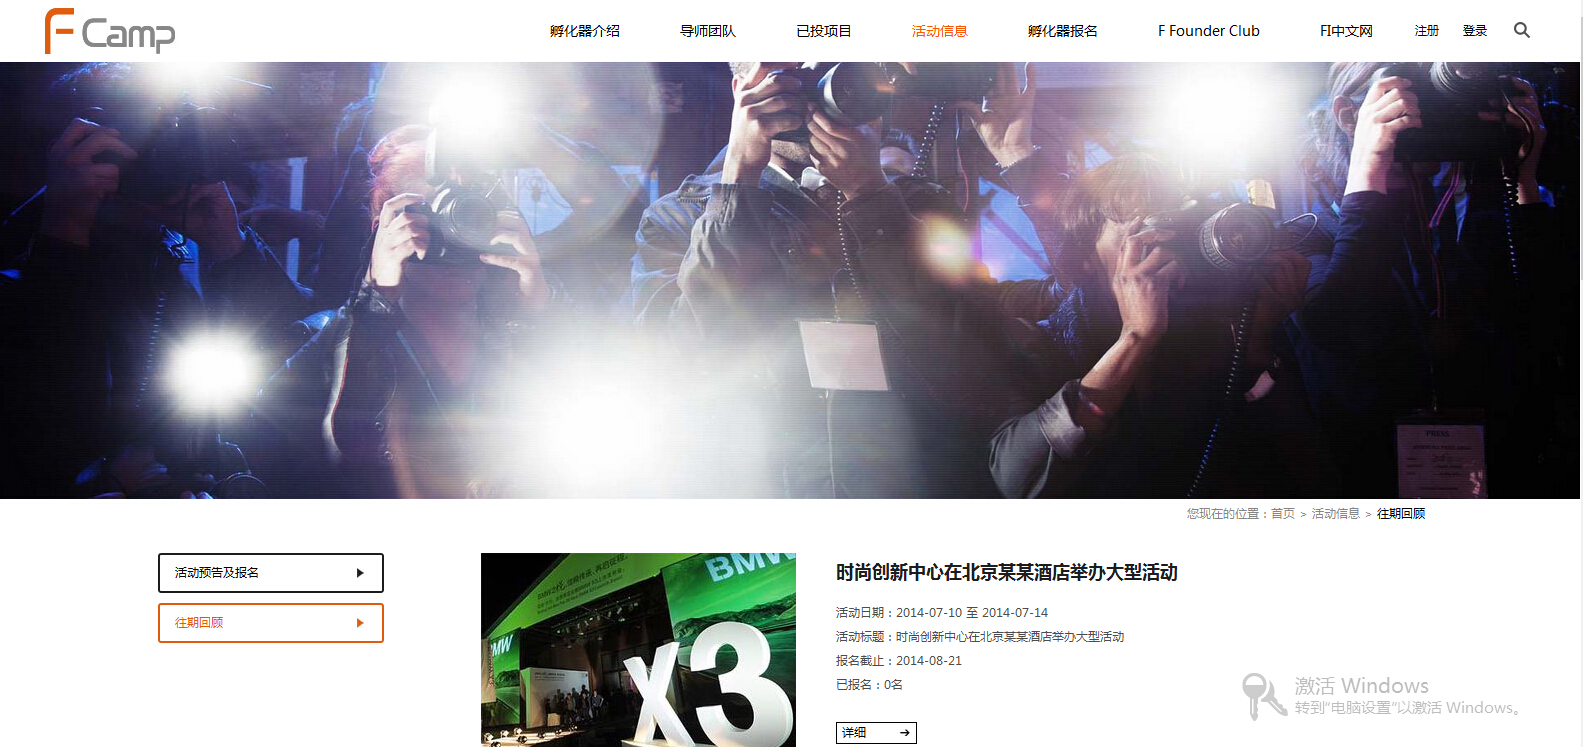 F Camp
孵化器介绍 导师团队 已投项目 活动信息 孵化器报名 F Founder Club FI中文网 注册 登录
PRESS
您现在的位置：首页 > 活动信息 > 往期回顾
活动预告及报名
往期回顾
BMW
BMW
X3
时尚创新中心在北京某某酒店举办大型活动
活动日期：2014-07-10 至 2014-07-14
活动标题：时尚创新中心在北京某某酒店举办大型活动
报名截止：2014-08-21
已报名：0名
详细
激活 Windows
转到"电脑设置"以激活 Windows。